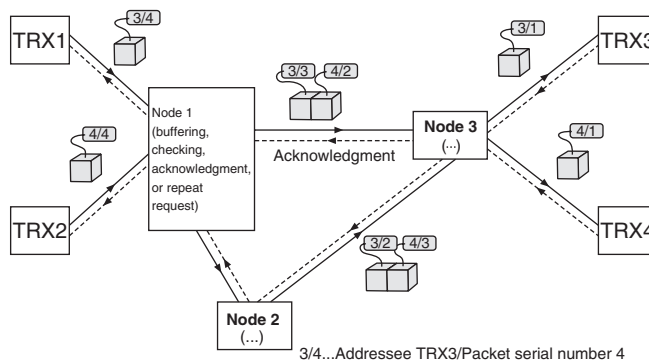 3/4
3/1
TRX1
TRX3
3/3 4/2
Node 1
(buffering,
checking,
acknowledgment,
or repeat
request)
Node 3
(...)
Acknowledgment
4/4
4/1
TRX2
TRX4
3/2 4/3
Node 2
(...)
3/4...Addressee TRX3/Packet serial number 4